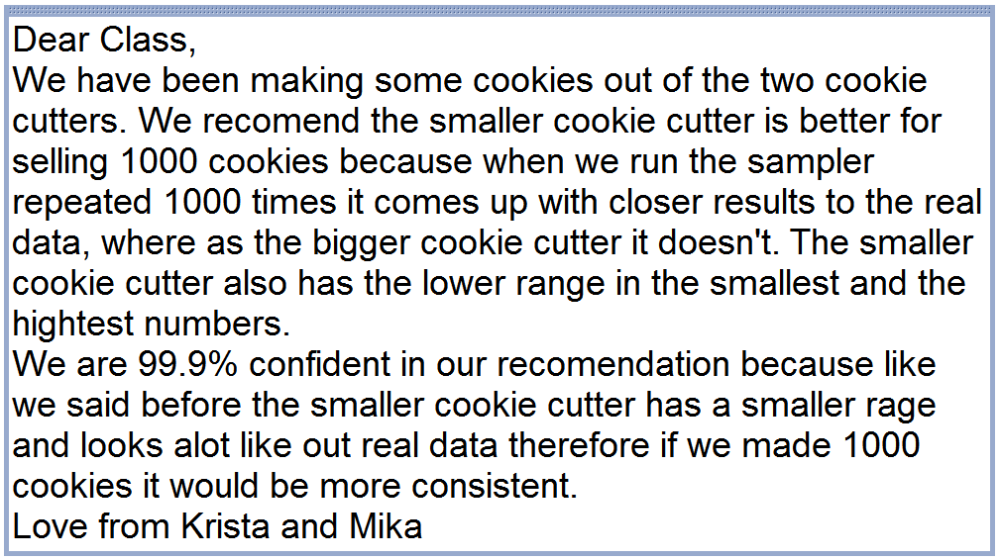 Dear Class,
We have been making some cookies out of the two cookie
cutters. We recomend the smaller cookie cutter is better for
selling 1000 cookies because when we run the sampler
repeated 1000 times it comes up with closer results to the real
data, where as the bigger cookie cutter it doesn't. The smaller
cookie cutter also has the lower range in the smallest and the
hightest numbers.
We are 99.9% confident in our recomendation because like
we said before the smaller cookie cutter has a smaller rage
and looks alot like out real data therefore if we made 1000
cookies it would be more consistent.
Love from Krista and Mika